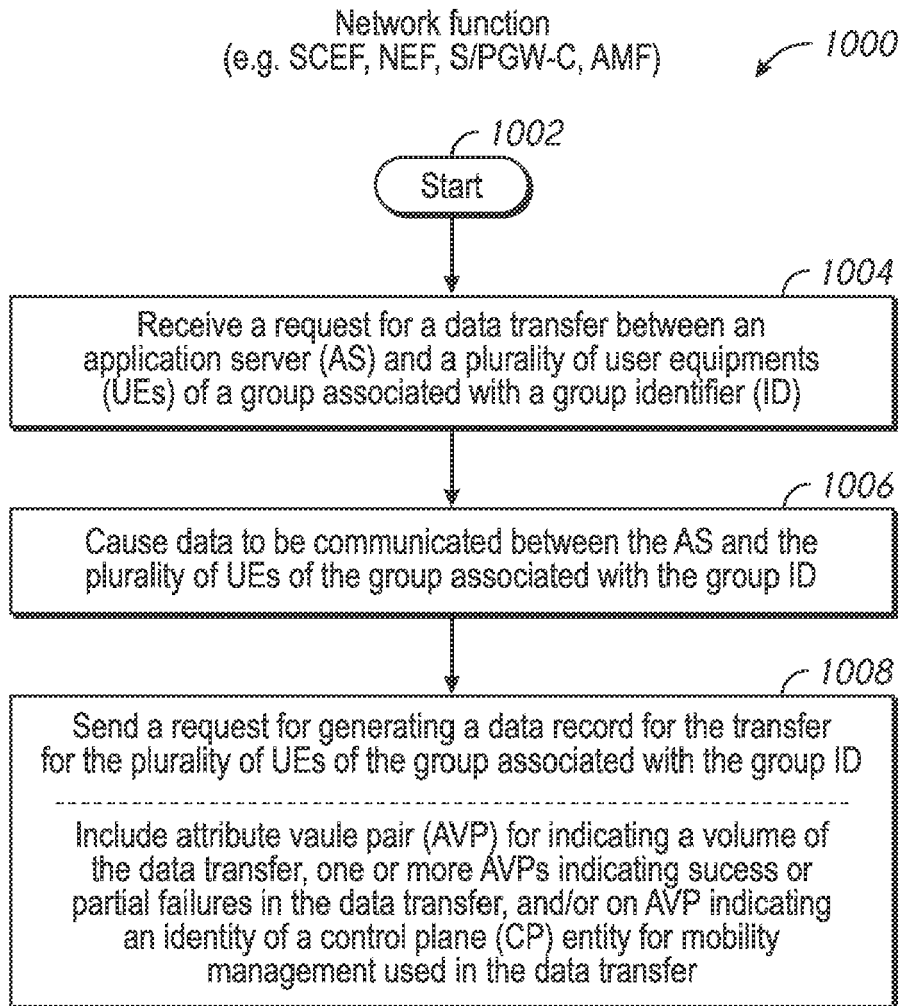 Network function
(e.g. SCEF, NEF, S/PGW-C, AMF)
1000
1002
Start
1004
Receive a request for a data transfer between an
application server (AS) and a plurality of user equipments
(UEs) of a group associated with a group identifier (ID)
1006
Cause data to be communicated between the AS and the
plurality of UEs of the group associated with the group ID
1008
Send a request for generating a data record for the transfer
for the plurality of UEs of the group associated with the group ID
Include attribute vaule pair (AVP) for indicating a volume of
the data transfer, one or more AVPs indicating sucess or
partial failures in the data transfer, and/or on AVP indicating
an identity of a control plane (CP) entity for mobility
management used in the data transfer